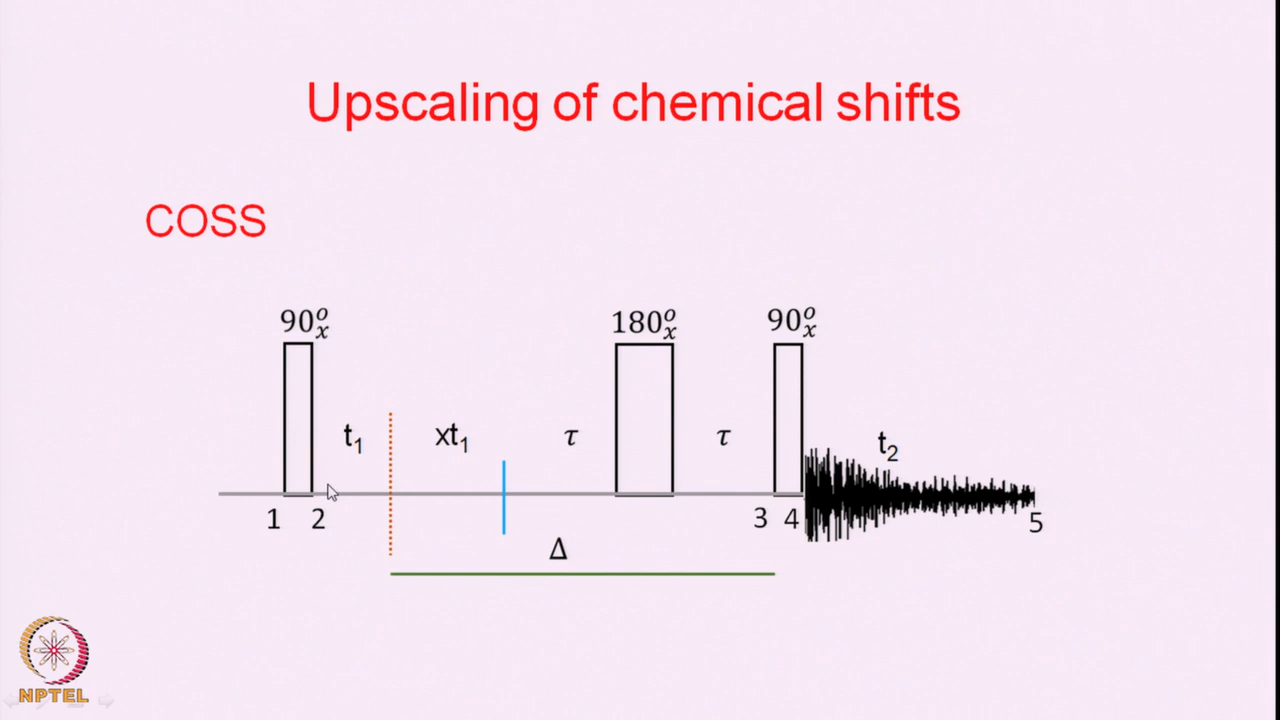 Upscaling of chemical shifts
COSS
90°ₓ 180°ₓ 90°ₓ
t₁ xt₁ τ τ t₂
1 2 3 4 5
Δ
NPTEL